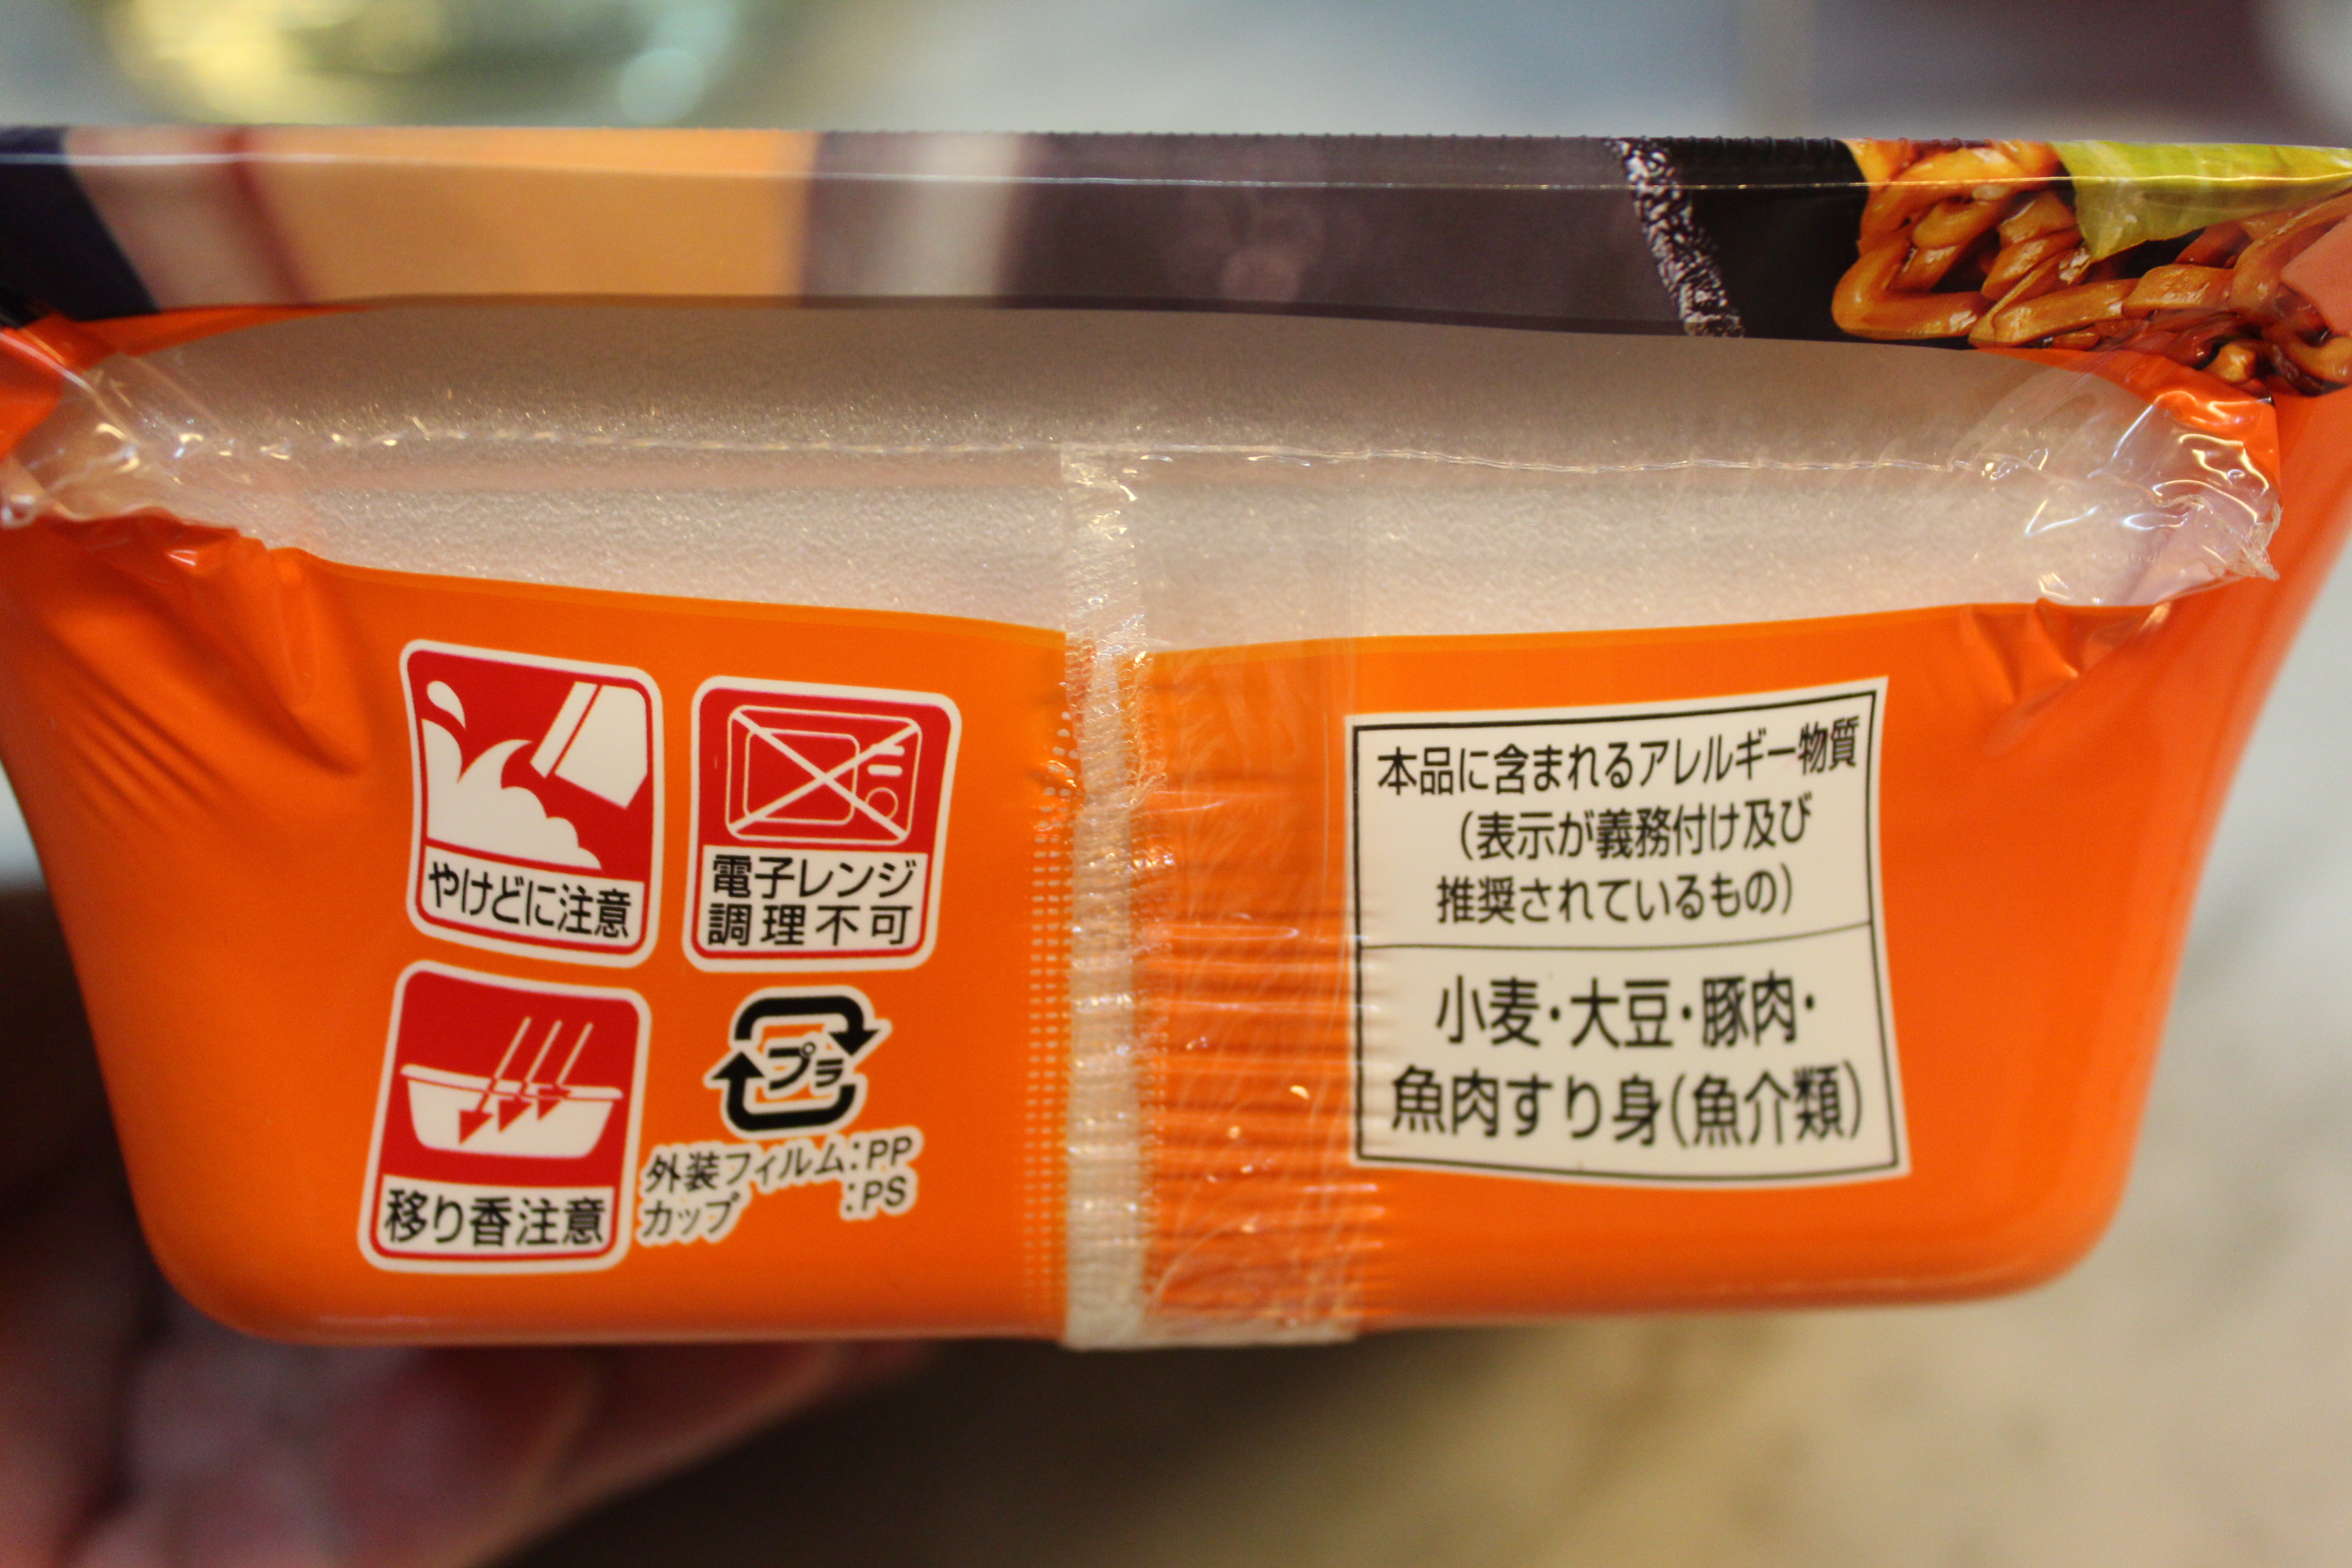 やけどに注意
電子レンジ
調理不可
移り香注意
プラ
外装フィルム:PP
カップ :PS
本品に含まれるアレルギー物質
(表示が義務付け及び
推奨されているもの)
小麦・大豆・豚肉・
魚肉すり身(魚介類)